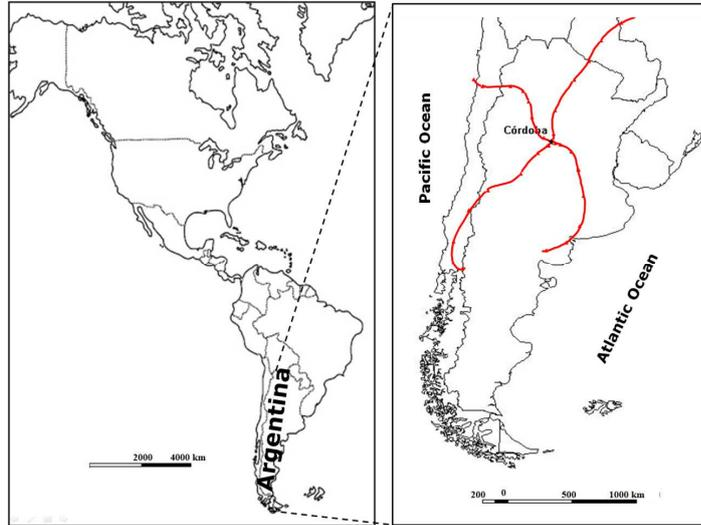 Argentina
2000 4000 km
Pacific Ocean
Córdoba
Atlantic Ocean
200 0 500 1000 km